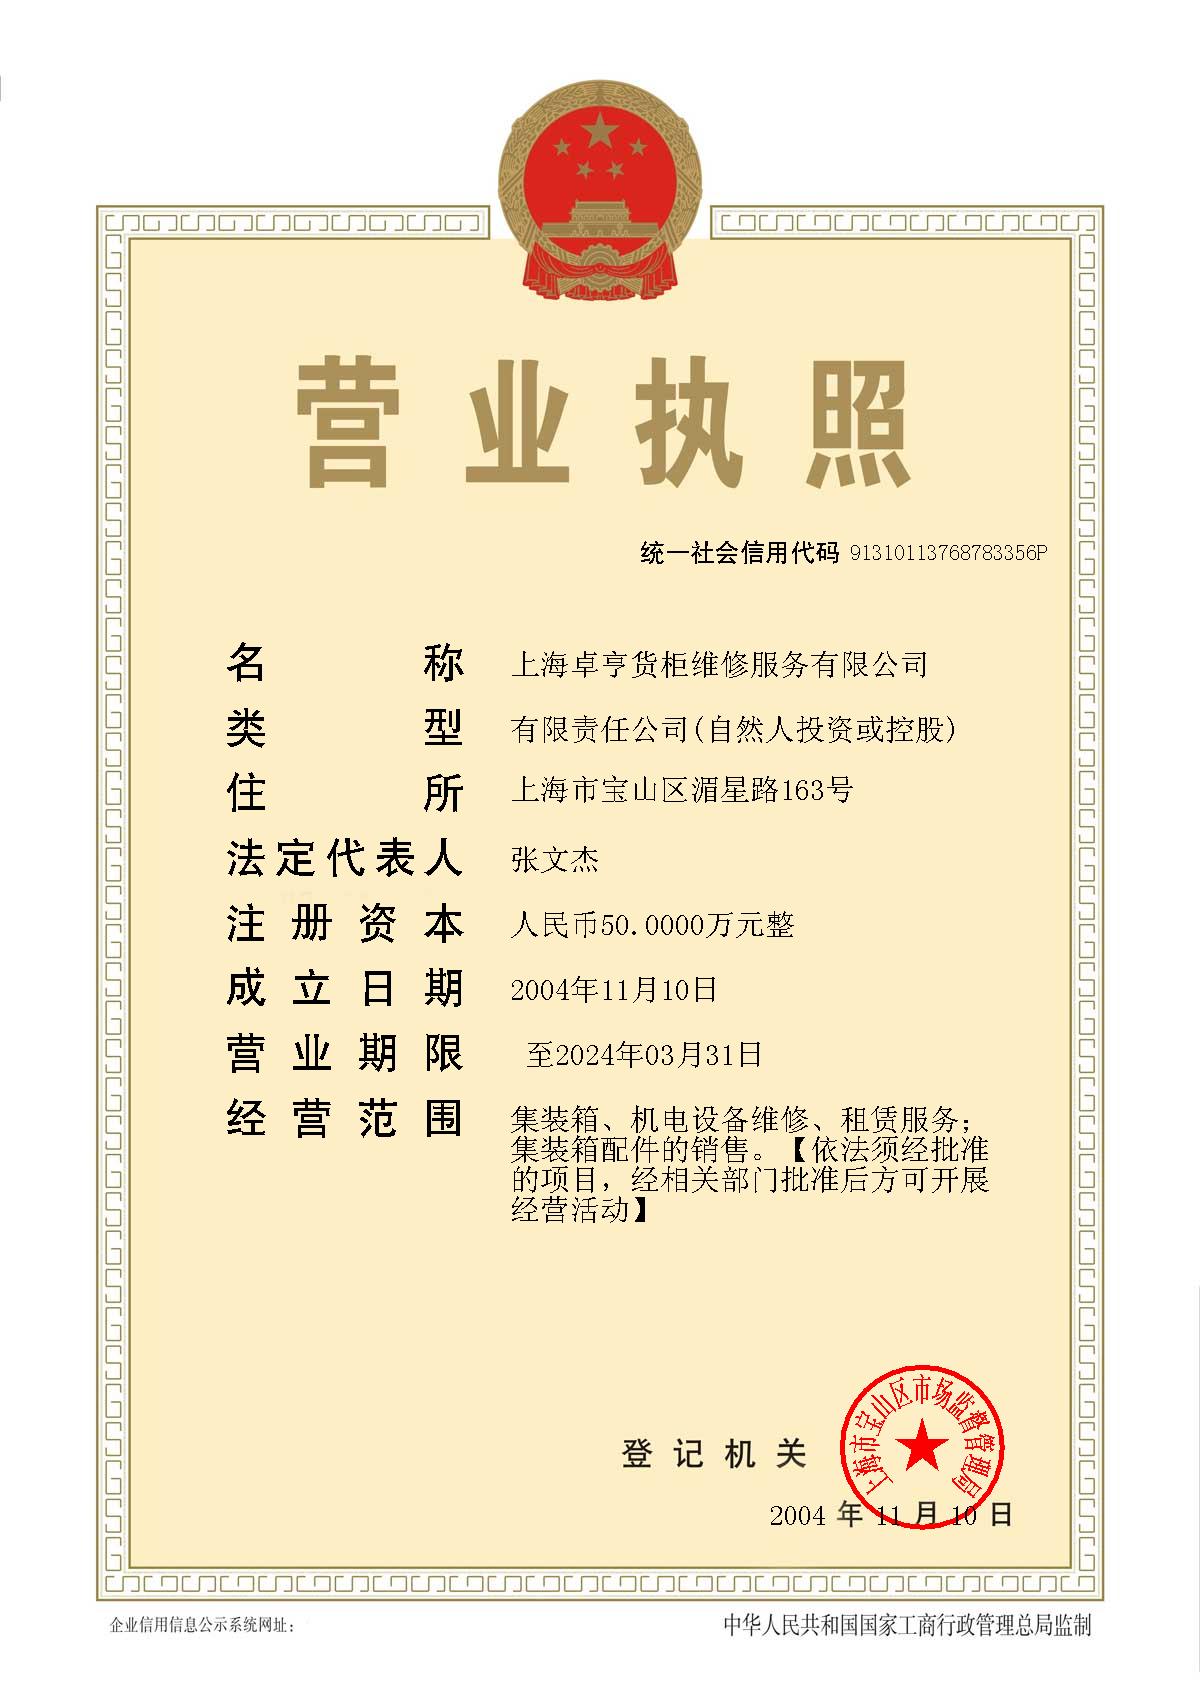 营业执照
统一社会信用代码 91310113768783356P
名称 上海卓亨货柜维修服务有限公司
类型 有限责任公司(自然人投资或控股)
住所 上海市宝山区湄星路163号
法定代表人 张文杰
注册资本 人民币50.0000万元整
成立日期 2004年11月10日
营业期限 至2024年03月31日
经营范围 集装箱、机电设备维修、租赁服务；
集装箱配件的销售。【依法须经批准
的项目，经相关部门批准后方可开展
经营活动】
上海市宝山区市场监督管理局
登记机关
2004 年 11 月 10 日
企业信用信息公示系统网址：
中华人民共和国国家工商行政管理总局监制